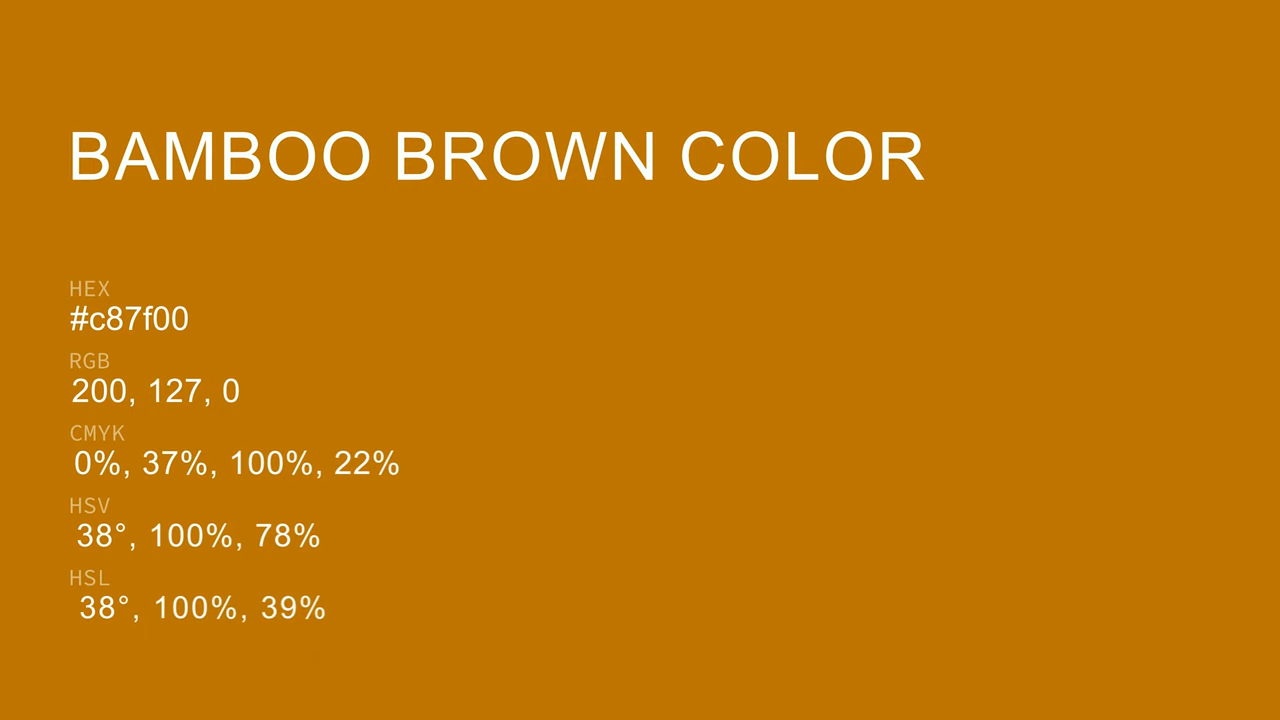 BAMBOO BROWN COLOR
HEX
#c87f00
RGB
200, 127, 0
CMYK
0%, 37%, 100%, 22%
HSV
38°, 100%, 78%
HSL
38°, 100%, 39%